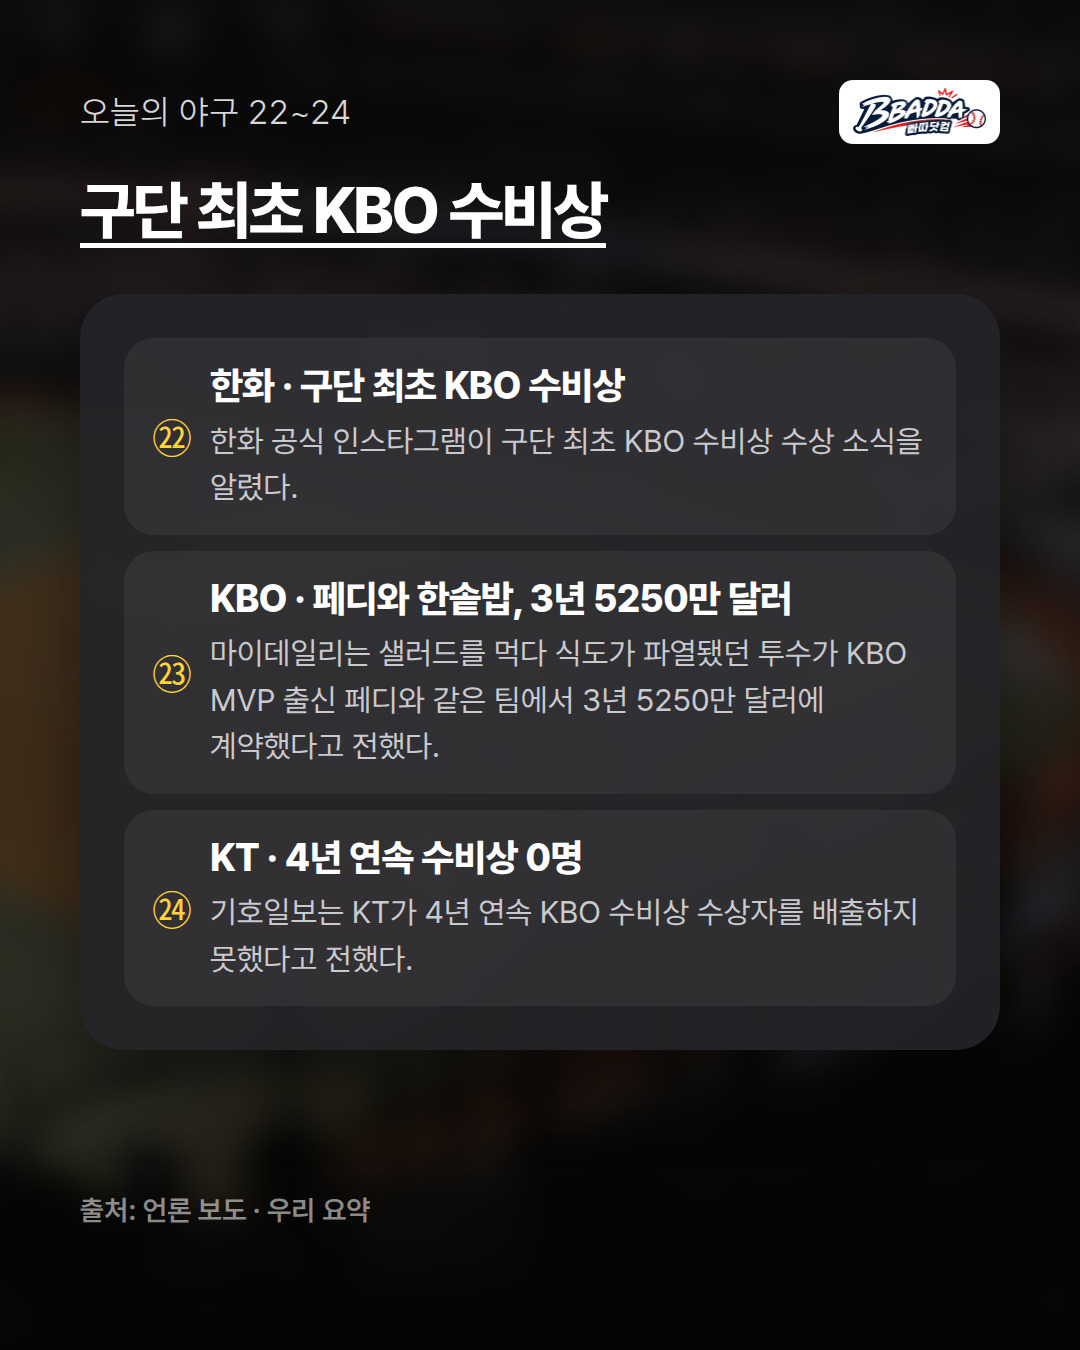 오늘의 야구 22~24
BBADDA
빠따닷컴
구단 최초 KBO 수비상
한화 · 구단 최초 KBO 수비상
㉒ 한화 공식 인스타그램이 구단 최초 KBO 수비상 수상 소식을
알렸다.
KBO · 페디와 한솥밥, 3년 5250만 달러
마이데일리는 샐러드를 먹다 식도가 파열됐던 투수가 KBO
㉓ MVP 출신 페디와 같은 팀에서 3년 5250만 달러에
계약했다고 전했다.
KT · 4년 연속 수비상 0명
㉔ 기호일보는 KT가 4년 연속 KBO 수비상 수상자를 배출하지
못했다고 전했다.
출처: 언론 보도 · 우리 요약